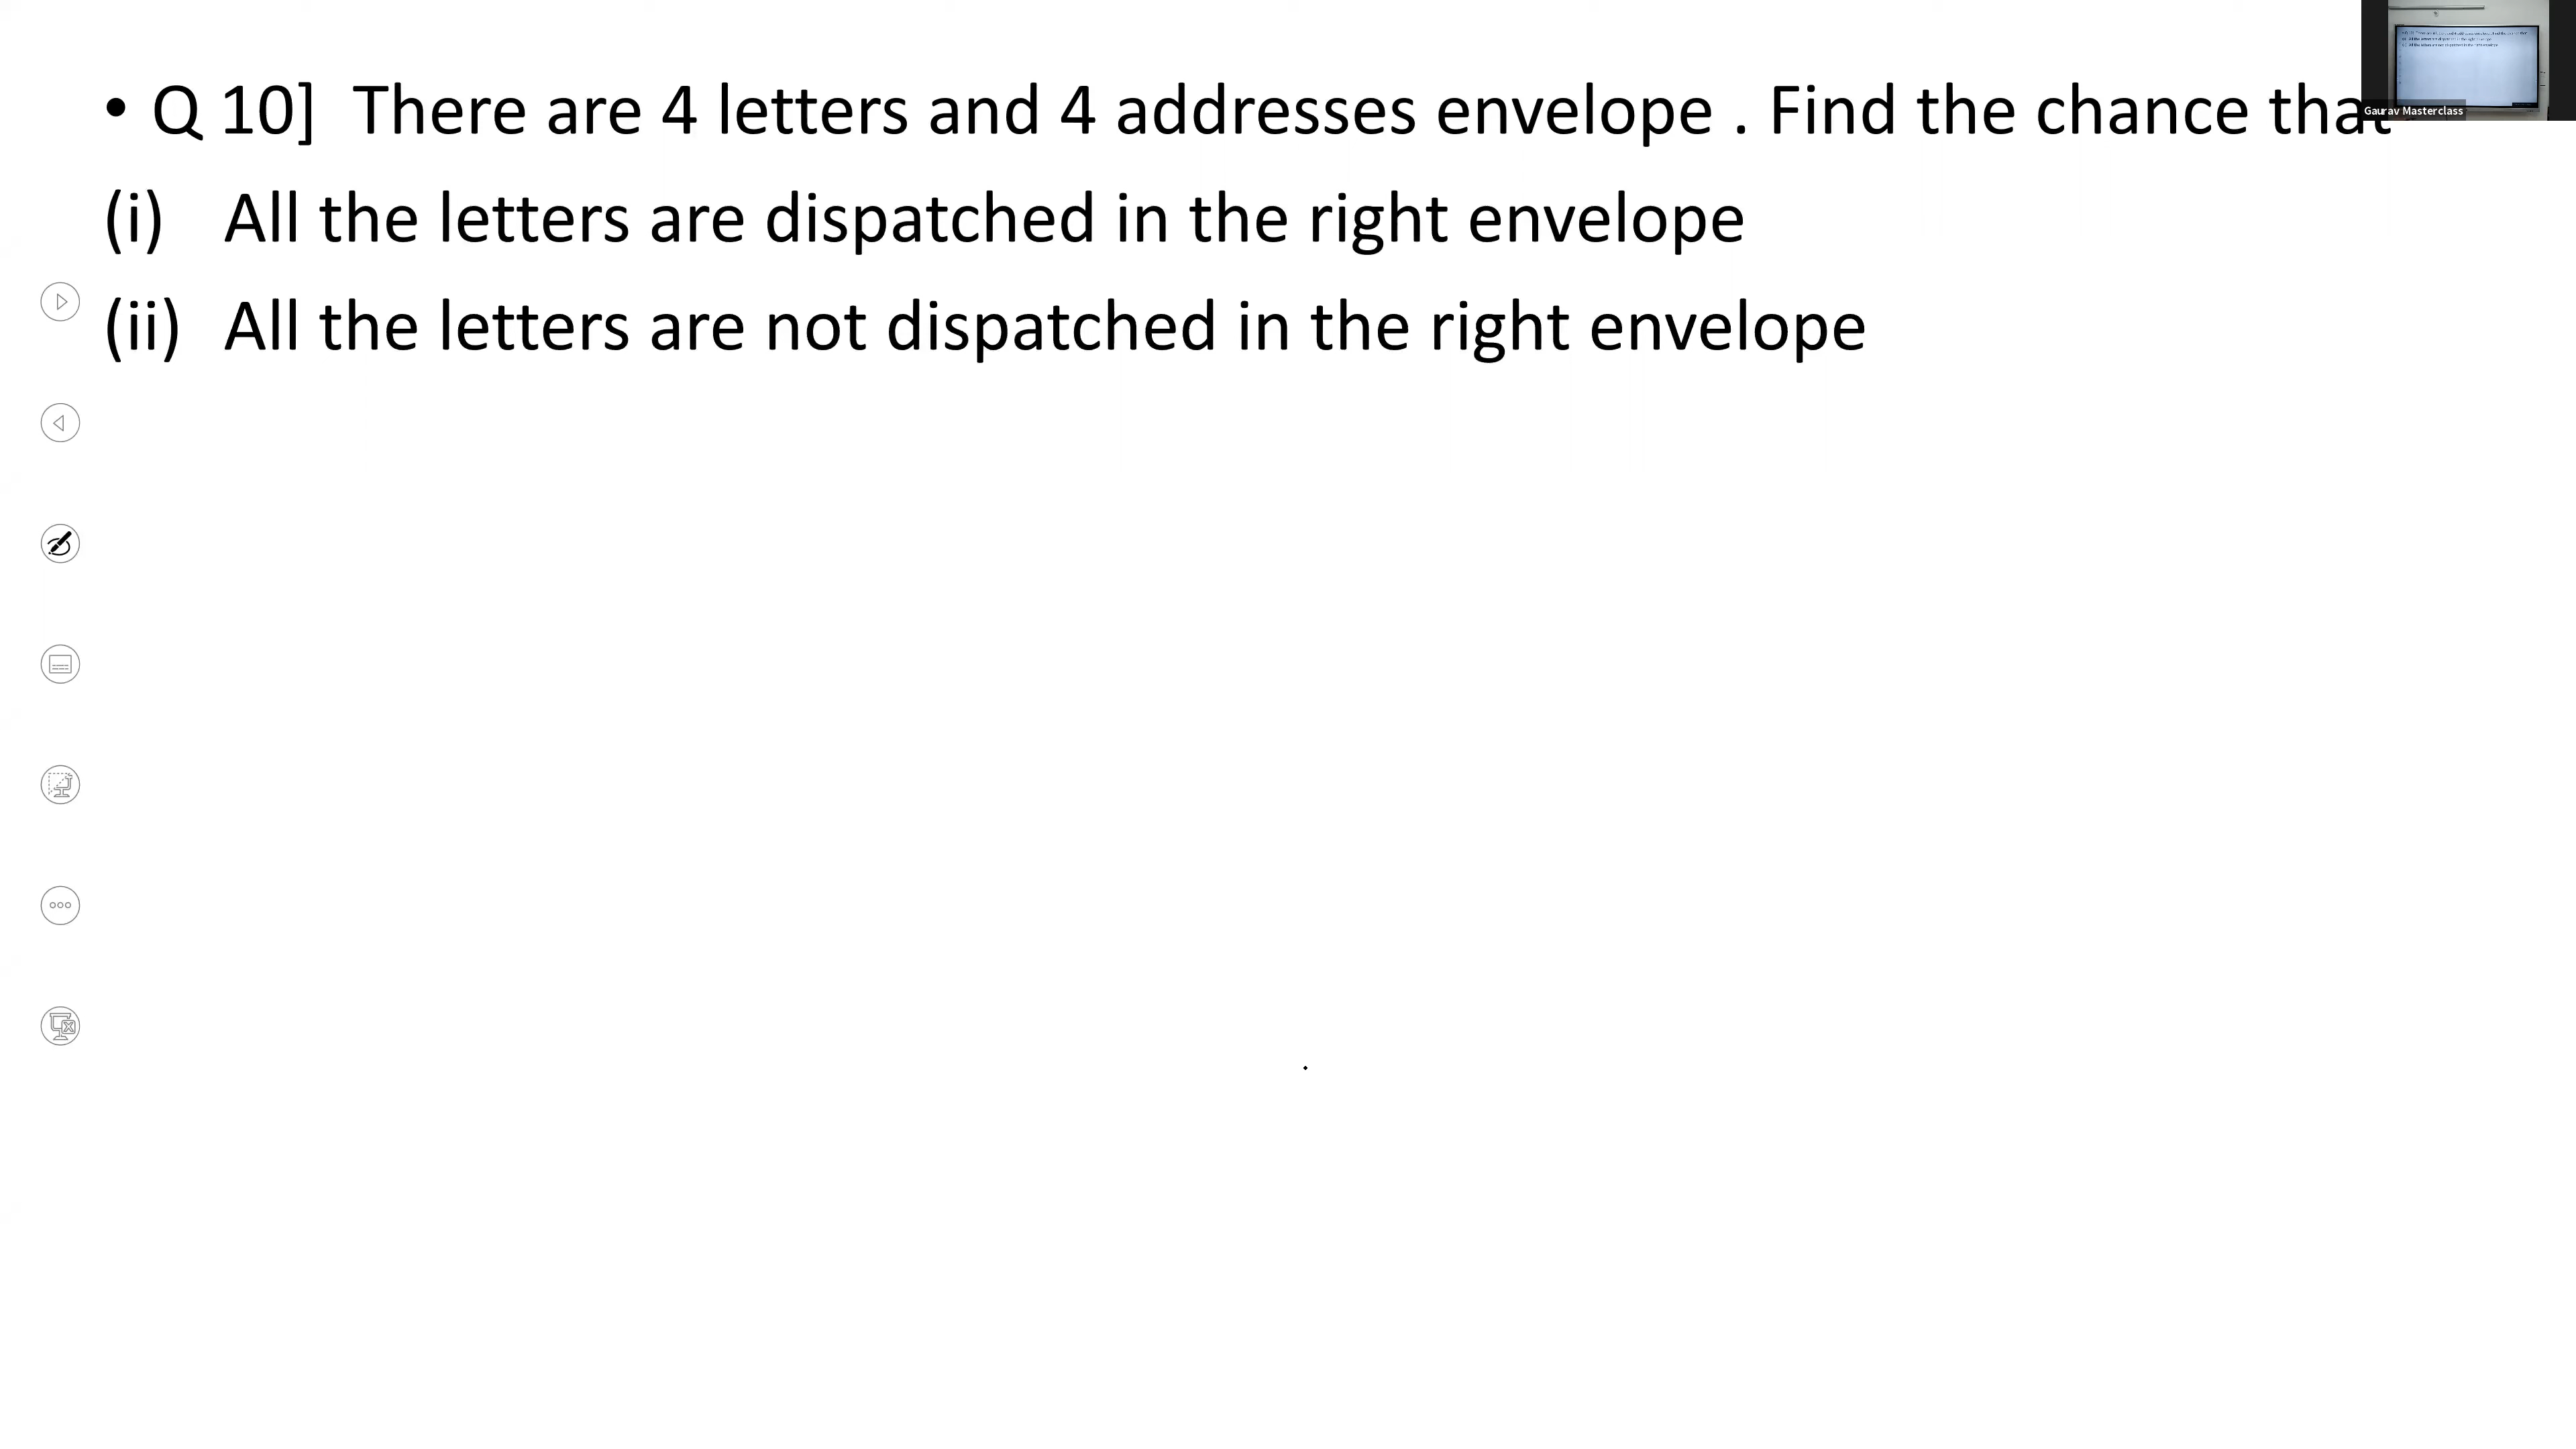 • Q 10] There are 4 letters and 4 addresses envelope . Find the chance that
(i) All the letters are dispatched in the right envelope
(ii) All the letters are not dispatched in the right envelope
Gaurav Masterclass